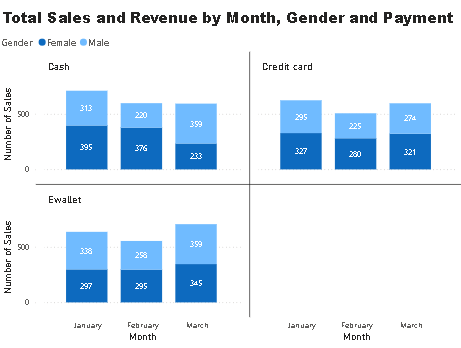 Total Sales and Revenue by Month, Gender and Payment
Gender Female Male
Cash
Credit card
Number of Sales
500
0
313
220
359
395
376
233
295
225
274
327
280
321
Ewallet
Number of Sales
500
0
338
258
359
297
295
345
January February March
January February March
Month
Month